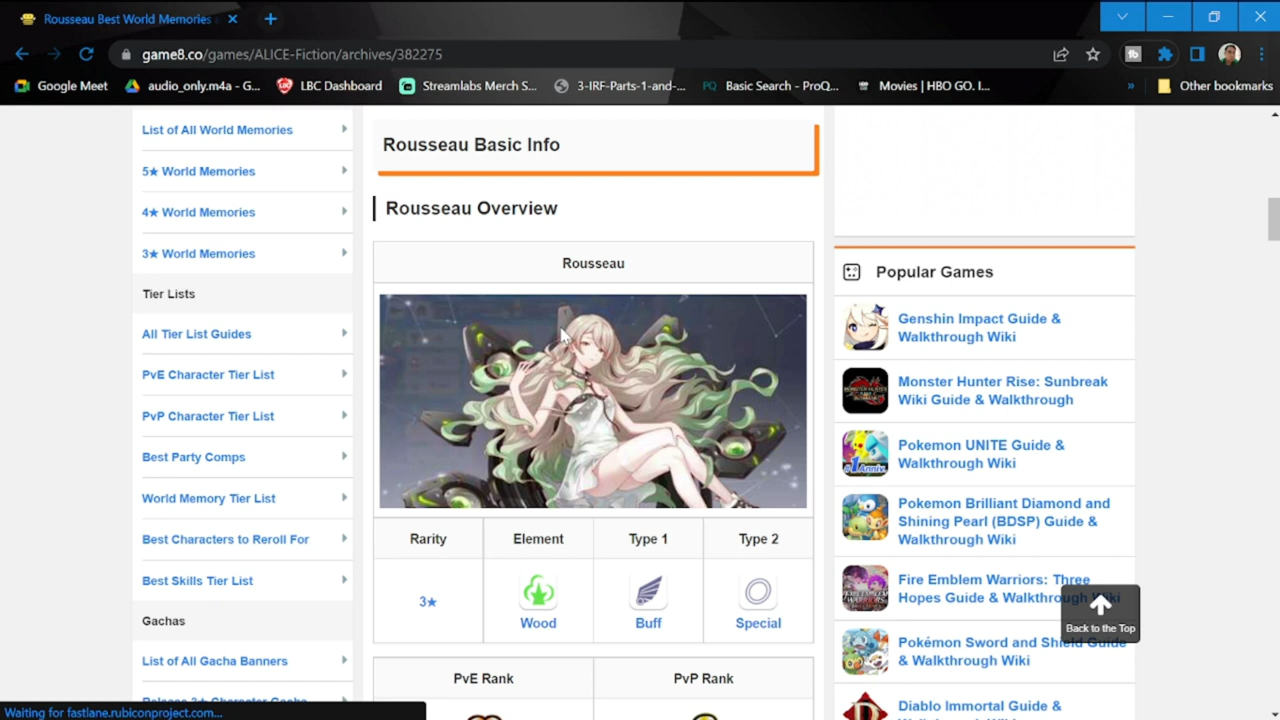 Rousseau Best World Memories
game8.co/games/ALICE-Fiction/archives/382275
Google Meet
audio_only.m4a - G...
LBC Dashboard
Streamlabs Merch S...
3-IRF-Parts-1-and-...
PQ Basic Search - ProQ...
Movies | HBO GO. I...
»
Other bookmarks
List of All World Memories
5★ World Memories
4★ World Memories
3★ World Memories
Tier Lists
All Tier List Guides
PvE Character Tier List
PvP Character Tier List
Best Party Comps
World Memory Tier List
Best Characters to Reroll For
Best Skills Tier List
Gachas
List of All Gacha Banners
Release 3★ Character Gacha
Waiting for fastlane.rubiconproject.com...
Rousseau Basic Info
Rousseau Overview
Rousseau
Rarity Element Type 1 Type 2
3★ Wood Buff Special
PvE Rank PvP Rank
Popular Games
Genshin Impact Guide &
Walkthrough Wiki
Monster Hunter Rise: Sunbreak
Wiki Guide & Walkthrough
Pokemon UNITE Guide &
Walkthrough Wiki
Pokemon Brilliant Diamond and
Shining Pearl (BDSP) Guide &
Walkthrough Wiki
Fire Emblem Warriors: Three
Hopes Guide & Walkthrough Wiki
Pokémon Sword and Shield Guide
& Walkthrough Wiki
Diablo Immortal Guide &
Back to the Top